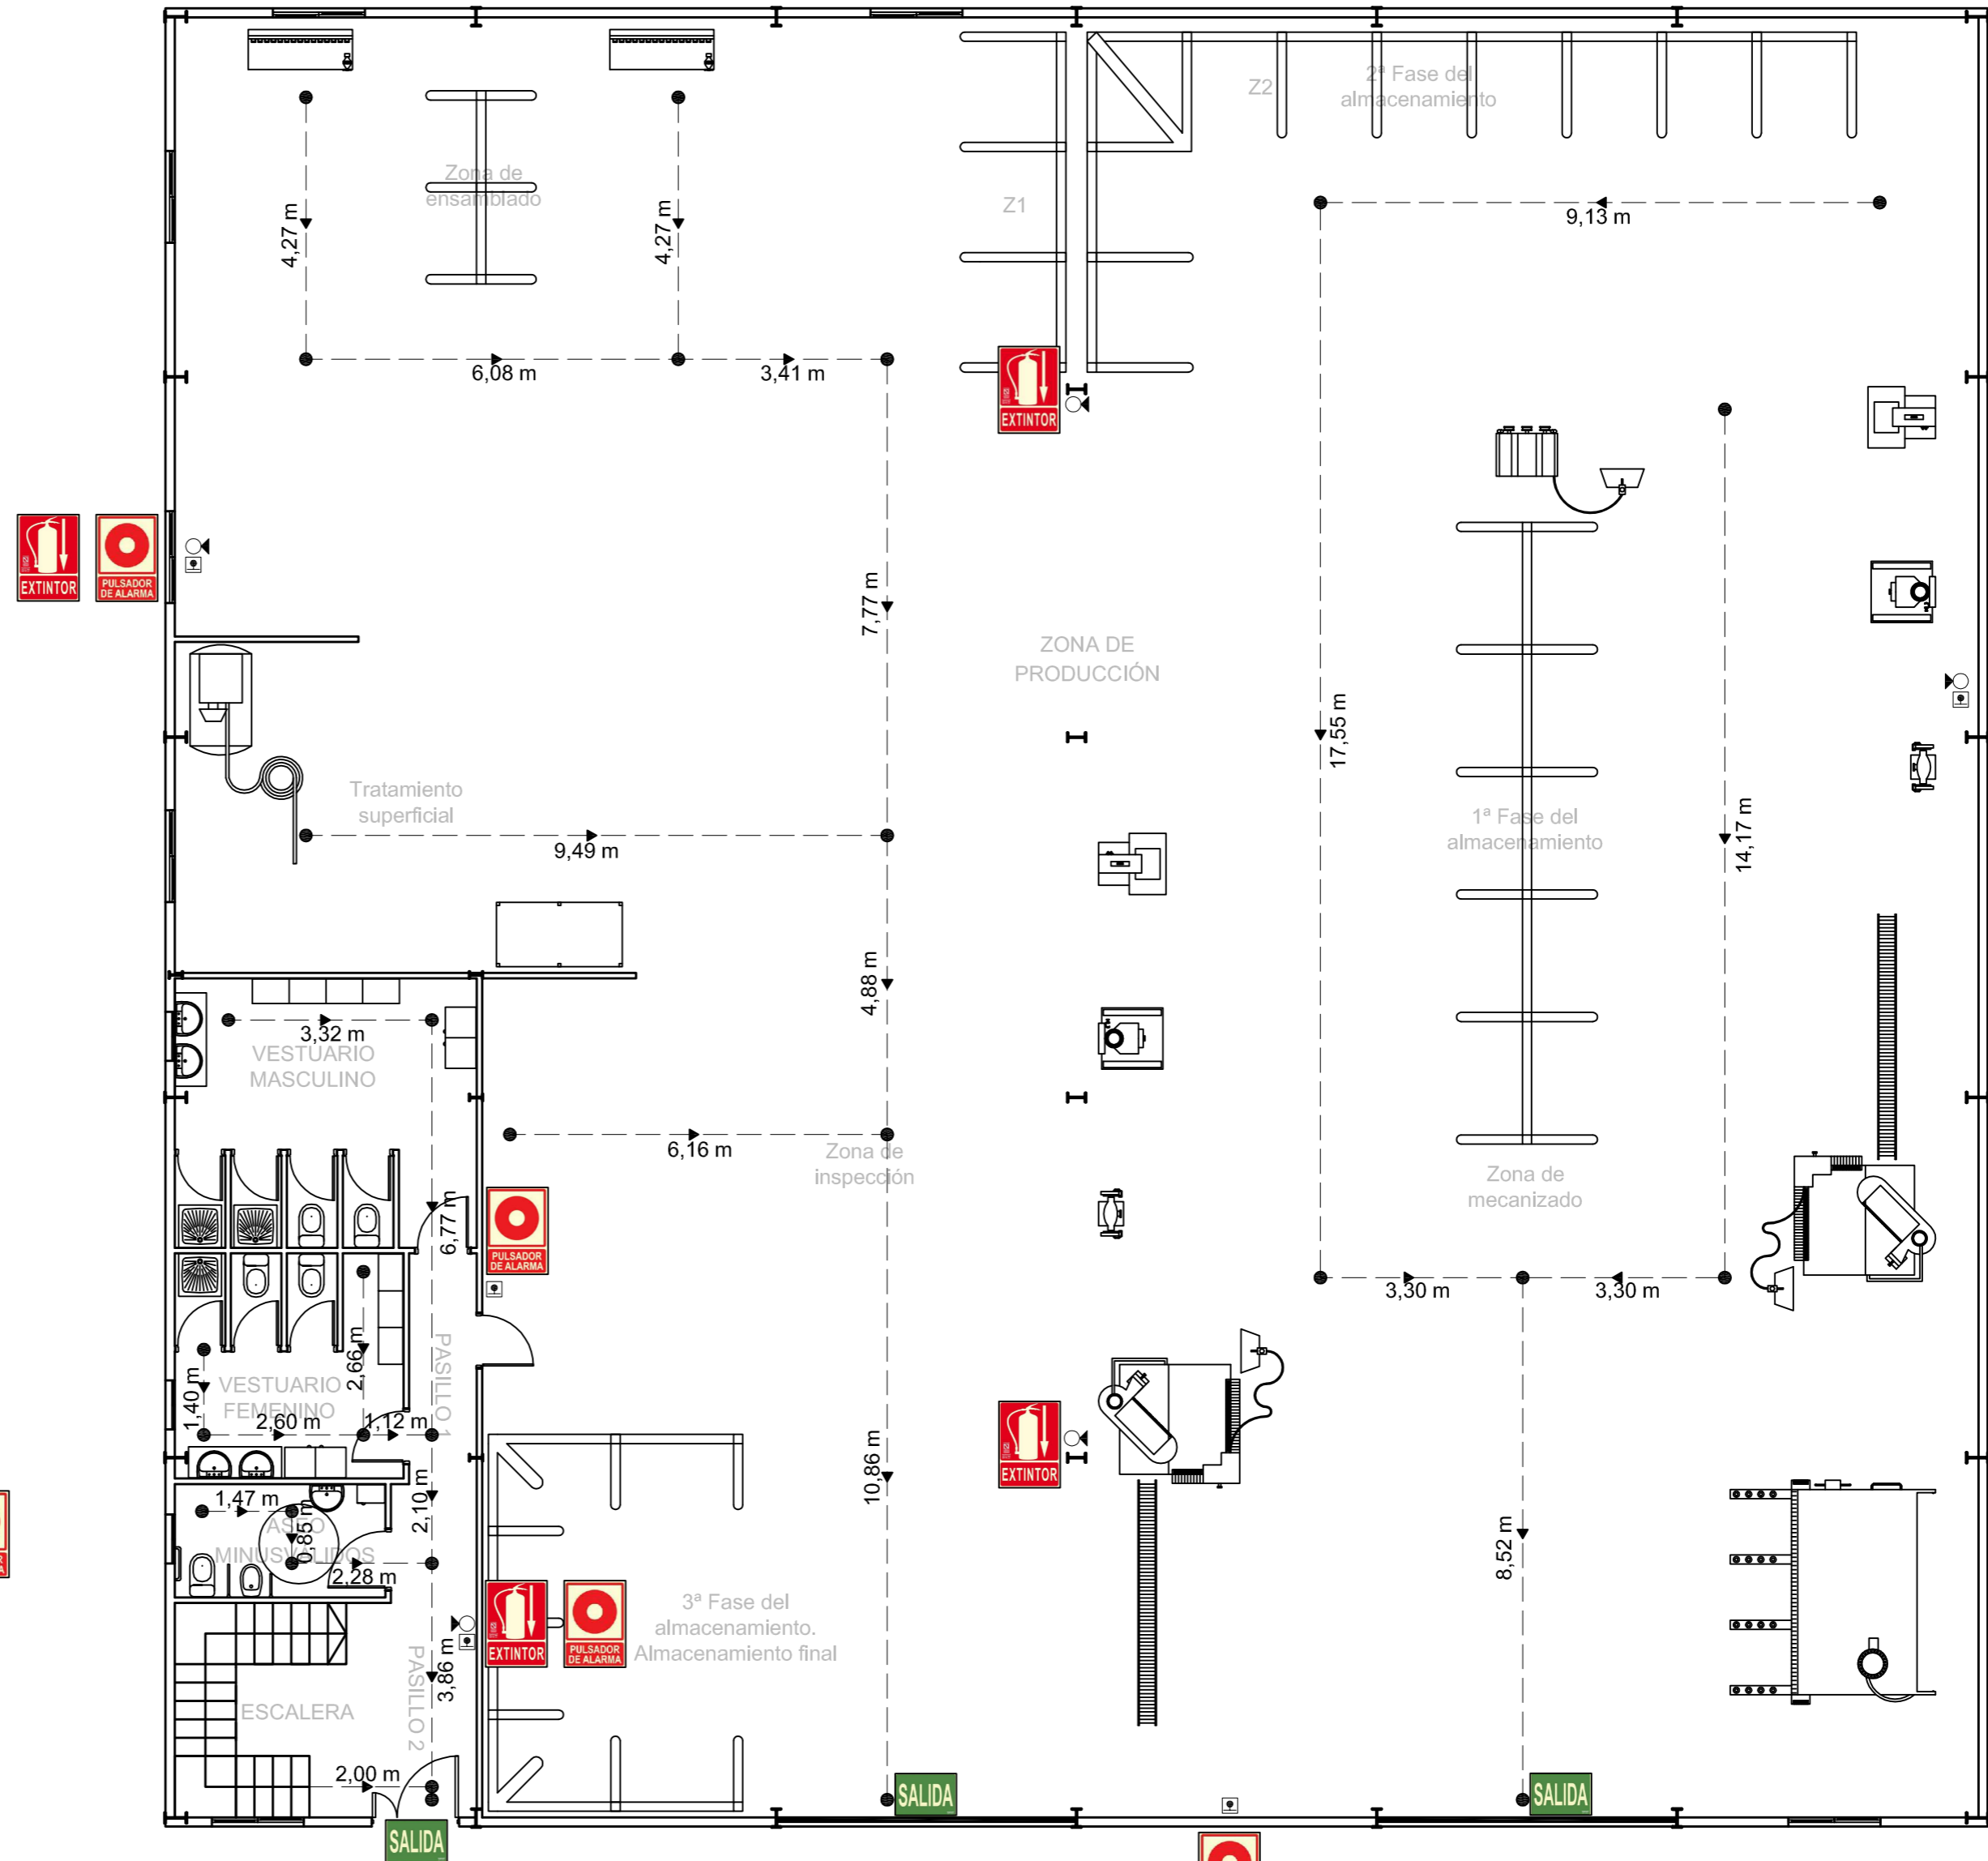 2ª Fase del
almacenamiento
Z2
Zona de
ensamblado
Z1
4,27 m
4,27 m
9,13 m
6,08 m
3,41 m
EXTINTOR
EXTINTOR
PULSADOR
DE ALARMA
7,77 m
ZONA DE
PRODUCCIÓN
17,55 m
Tratamiento
superficial
9,49 m
1ª Fase del
almacenamiento
14,17 m
4,88 m
3,32 m
VESTUARIO
MASCULINO
6,16 m
Zona de
inspección
Zona de
mecanizado
6,77 m
PULSADOR
DE ALARMA
3,30 m
3,30 m
PASILLO 1
2,66 m
1,40 m
VESTUARIO
FEMENINO
2,60 m
1,12 m
EXTINTOR
10,86 m
2,10 m
1,47 m
0,85 m
ASEO
MINUSVALIDOS
2,28 m
8,52 m
3ª Fase del
almacenamiento.
Almacenamiento final
EXTINTOR
PULSADOR
DE ALARMA
3,86 m
PASILLO 2
ESCALERA
2,00 m
SALIDA
SALIDA
SALIDA